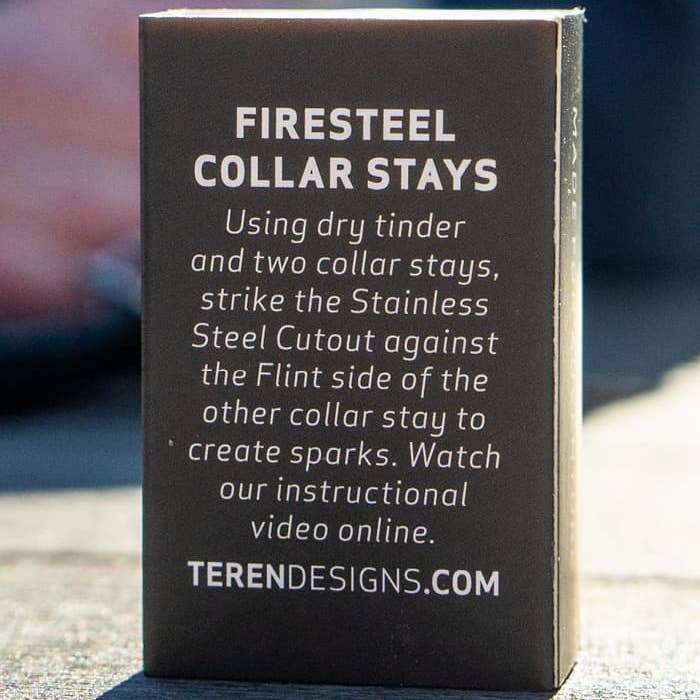 FIRESTEEL
COLLAR STAYS
Using dry tinder
and two collar stays,
strike the Stainless
Steel Cutout against
the Flint side of the
other collar stay to
create sparks. Watch
our instructional
video online.
TERENDESIGNS.COM